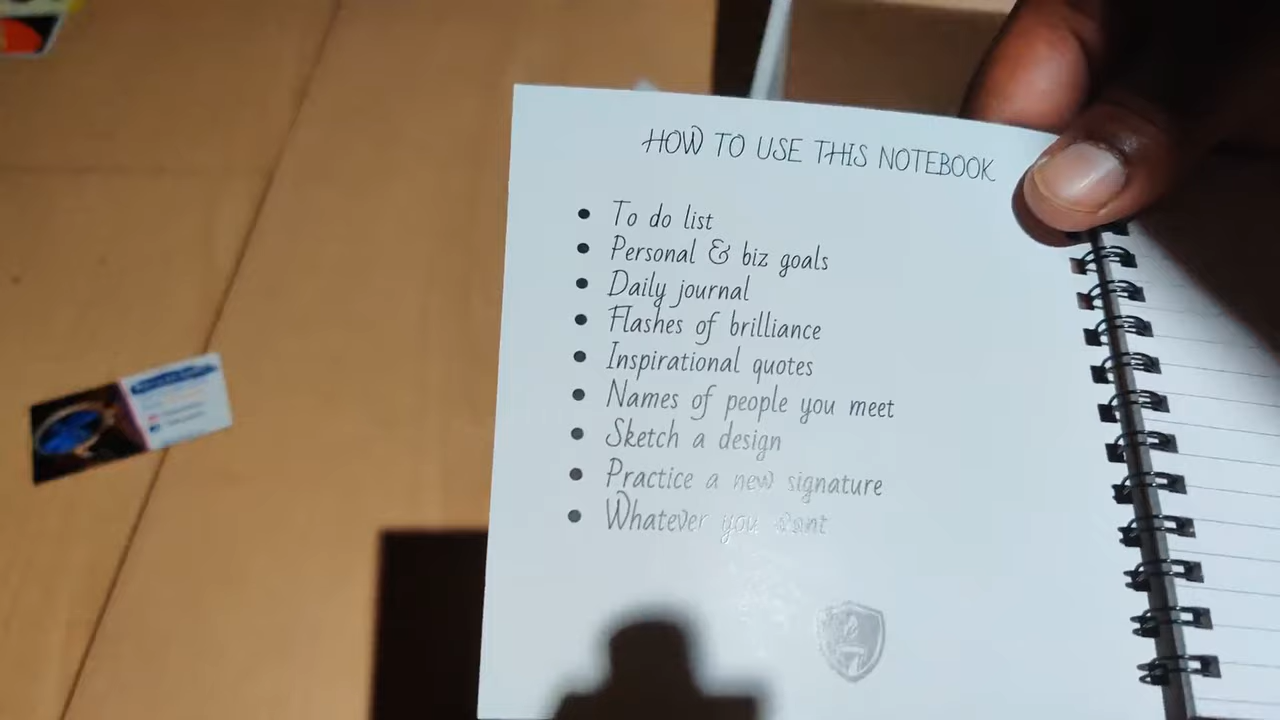 HOW TO USE THIS NOTEBOOK
• To do list
• Personal & biz goals
• Daily journal
• Flashes of brilliance
• Inspirational quotes
• Names of people you meet
• Sketch a design
• Practice a new signature
• Whatever you want